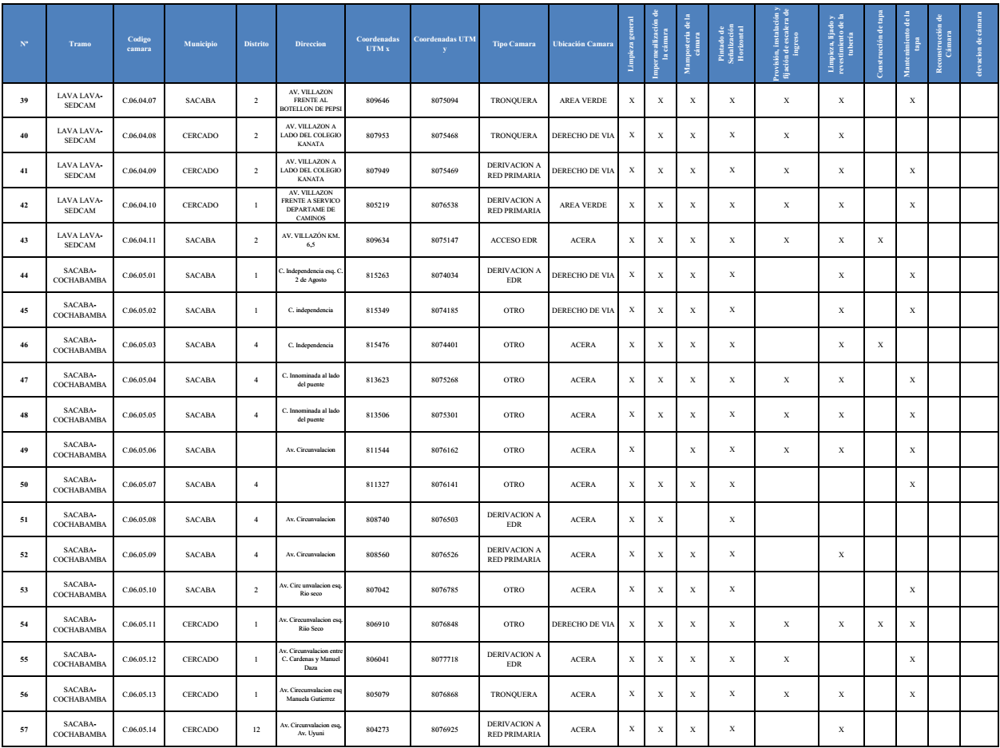 Nº | Tramo | Codigo camara | Municipio | Distrito | Direccion | Coordenadas UTM x | Coordenadas UTM y | Tipo Camara | Ubicación Camara | Limpieza general | Impermealización de la cámara | Mampostería de la cámara | Pintado de Señalización Horizontal | Provisión, instalación y fijación de escalera de ingreso | Limpieza, lijado y revestimiento de la tubería | Construcción de tapa | Mantenimiento de la tapa | Reconstrucción de Cámara | elevacion de cámara
39 | LAVA LAVA-SEDCAM | C.06.04.07 | SACABA | 2 | AV. VILLAZON FRENTE AL BOTELLON DE PEPSI | 809646 | 8075094 | TRONQUERA | AREA VERDE | X | X | X | X | X | X | | X | |
40 | LAVA LAVA-SEDCAM | C.06.04.08 | CERCADO | 2 | AV. VILLAZON A LADO DEL COLEGIO KANATA | 807953 | 8075468 | TRONQUERA | DERECHO DE VIA | X | X | X | X | X | X | | | |
41 | LAVA LAVA-SEDCAM | C.06.04.09 | CERCADO | 2 | AV. VILLAZON A LADO DEL COLEGIO KANATA | 807949 | 8075469 | DERIVACION A RED PRIMARIA | DERECHO DE VIA | X | X | X | X | X | X | | X | |
42 | LAVA LAVA-SEDCAM | C.06.04.10 | CERCADO | 1 | AV. VILLAZON FRENTE A SERVICO DEPARTAME DE CAMINOS | 805219 | 8076538 | DERIVACION A RED PRIMARIA | AREA VERDE | X | X | X | X | X | X | | X | |
43 | LAVA LAVA-SEDCAM | C.06.04.11 | SACABA | 2 | AV. VILLAZÓN KM. 6,5 | 809634 | 8075147 | ACCESO EDR | ACERA | X | X | X | X | X | X | X | | |
44 | SACABA-COCHABAMBA | C.06.05.01 | SACABA | 1 | C. Independencia esq. C. 2 de Agosto | 815263 | 8074034 | DERIVACION A EDR | DERECHO DE VIA | X | X | X | X | | X | | X | |
45 | SACABA-COCHABAMBA | C.06.05.02 | SACABA | 1 | C. independencia | 815349 | 8074185 | OTRO | DERECHO DE VIA | X | X | X | X | | X | | X | |
46 | SACABA-COCHABAMBA | C.06.05.03 | SACABA | 4 | C. Independencia | 815476 | 8074401 | OTRO | ACERA | X | X | X | X | | X | X | | |
47 | SACABA-COCHABAMBA | C.06.05.04 | SACABA | 4 | C. Innominada al lado del puente | 813623 | 8075268 | OTRO | ACERA | X | X | X | X | X | X | | X | |
48 | SACABA-COCHABAMBA | C.06.05.05 | SACABA | 4 | C. Innominada al lado del puente | 813506 | 8075301 | OTRO | ACERA | X | X | X | X | X | X | | X | |
49 | SACABA-COCHABAMBA | C.06.05.06 | SACABA | | Av. Circunvalacion | 811544 | 8076162 | OTRO | ACERA | X | | X | X | X | X | | X | |
50 | SACABA-COCHABAMBA | C.06.05.07 | SACABA | 4 | | 811327 | 8076141 | OTRO | ACERA | X | X | X | X | | | | X | |
51 | SACABA-COCHABAMBA | C.06.05.08 | SACABA | 4 | Av. Circunvalacion | 808740 | 8076503 | DERIVACION A EDR | ACERA | X | X | | X | | | | | |
52 | SACABA-COCHABAMBA | C.06.05.09 | SACABA | 4 | Av. Circunvalacion | 808560 | 8076526 | DERIVACION A RED PRIMARIA | ACERA | X | X | X | X | | X | | | |
53 | SACABA-COCHABAMBA | C.06.05.10 | SACABA | 2 | Av. Circ unvalacion esq. Rio seco | 807042 | 8076785 | OTRO | ACERA | X | X | X | X | | | | X | |
54 | SACABA-COCHABAMBA | C.06.05.11 | CERCADO | 1 | Av. Cirecunvalacion esq. Riio Seco | 806910 | 8076848 | OTRO | DERECHO DE VIA | X | X | X | X | X | X | X | X | |
55 | SACABA-COCHABAMBA | C.06.05.12 | CERCADO | 1 | Av. Circunvalacion entre C. Cardenas y Manuel Daza | 806041 | 8077718 | DERIVACION A EDR | ACERA | X | X | X | X | X | | | X | |
56 | SACABA-COCHABAMBA | C.06.05.13 | CERCADO | 1 | Av. Cirecunvalacion esq Manuela Gutierrez | 805079 | 8076868 | TRONQUERA | ACERA | X | X | X | X | X | X | | X | |
57 | SACABA-COCHABAMBA | C.06.05.14 | CERCADO | 12 | Av. Circunvalacion esq, Av. Uyuni | 804273 | 8076925 | DERIVACION A RED PRIMARIA | ACERA | X | X | X | X | | X | | | |